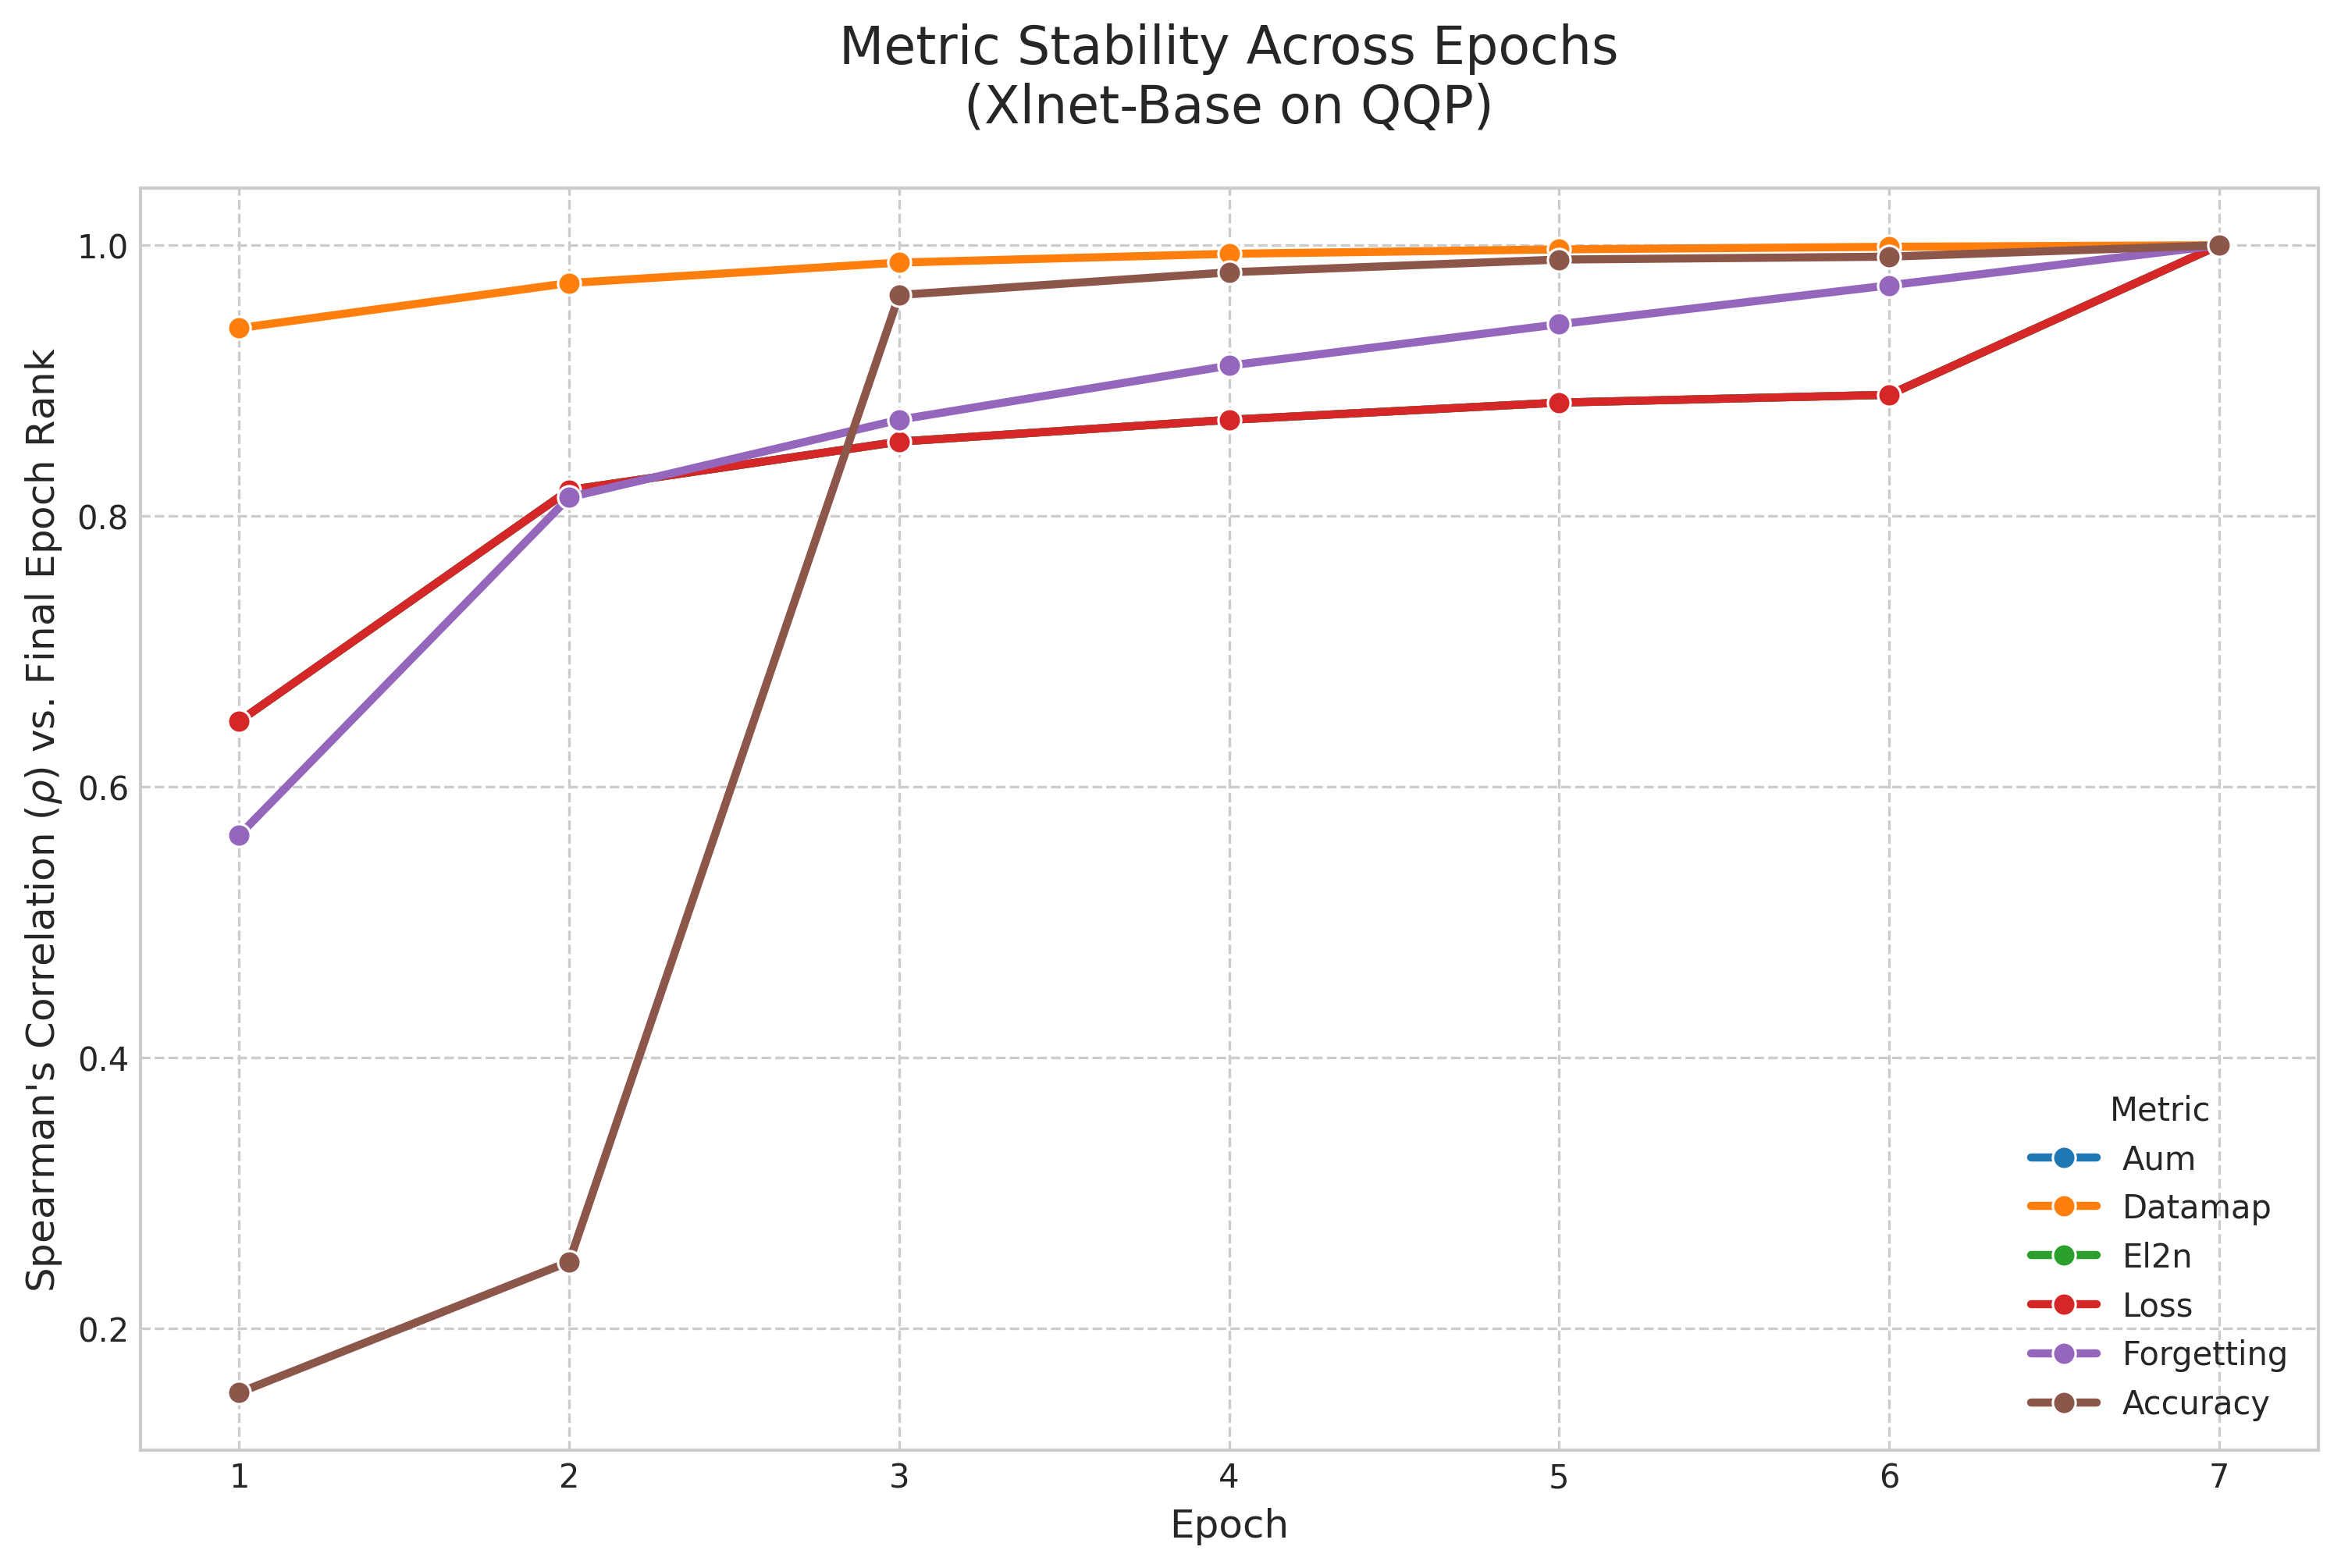 Metric Stability Across Epochs
(Xlnet-Base on QQP)
Spearman's Correlation (ρ) vs. Final Epoch Rank
1.0
0.8
0.6
0.4
0.2
Metric
Aum
Datamap
El2n
Loss
Forgetting
Accuracy
1 2 3 4 5 6 7
Epoch